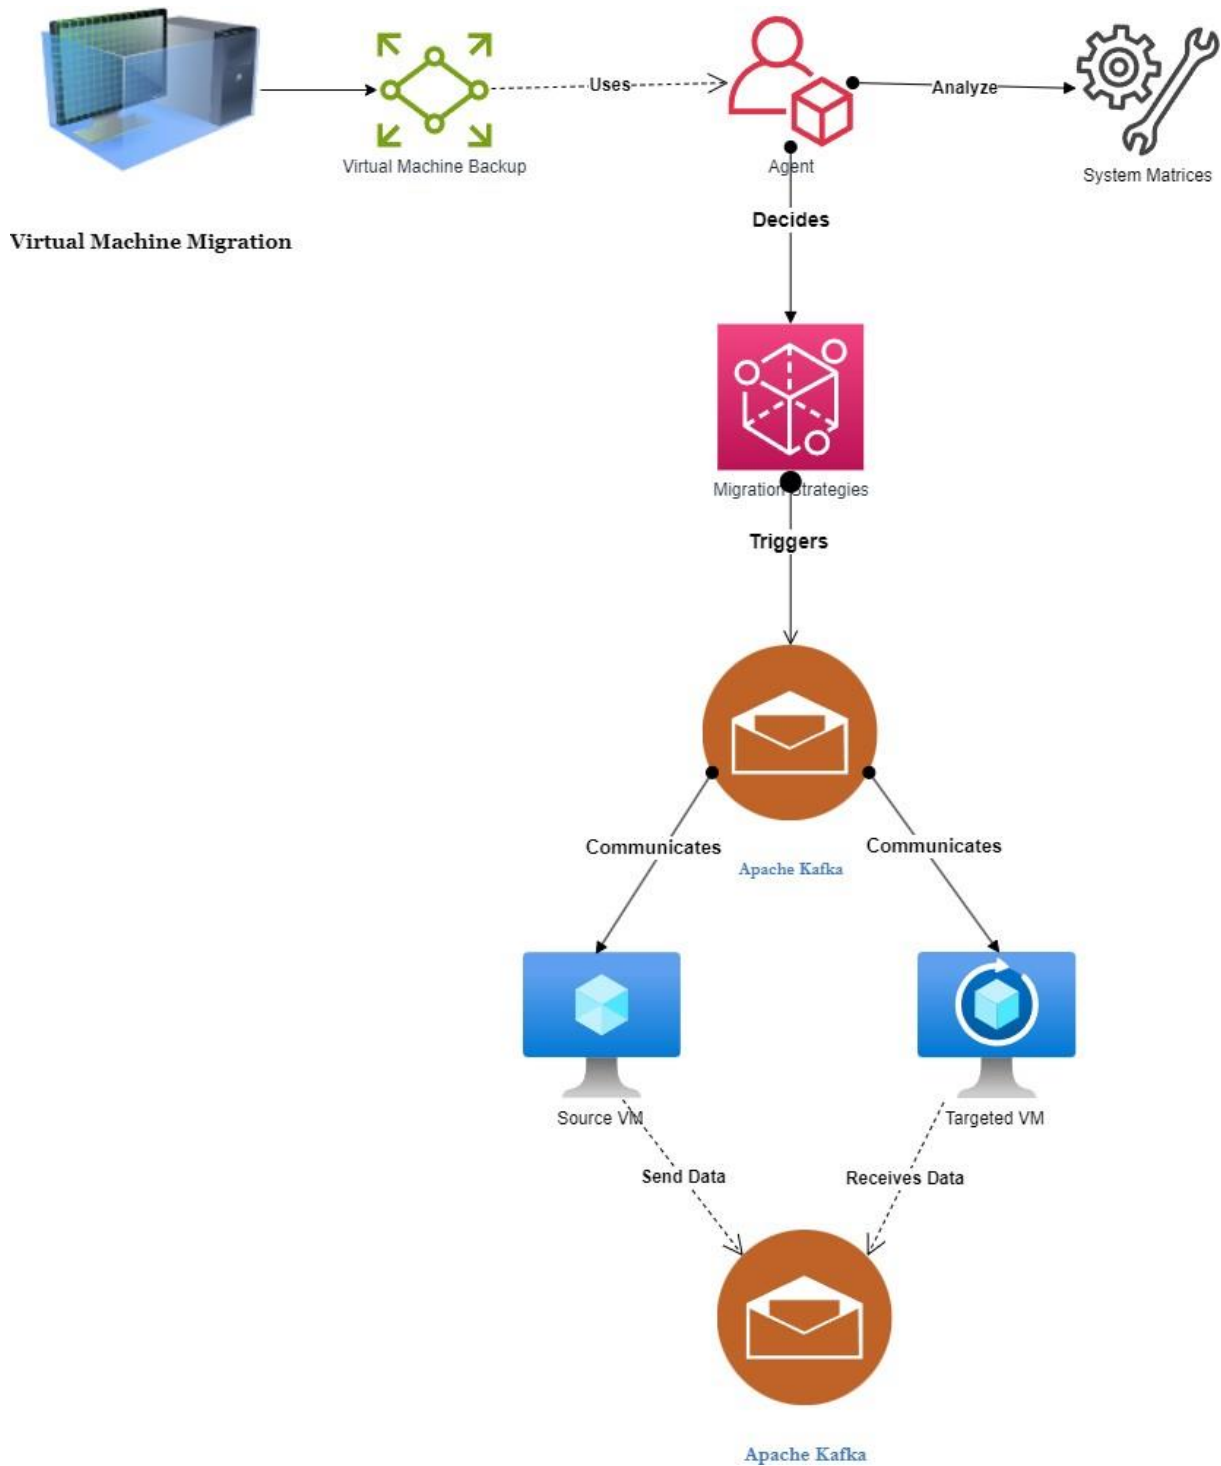 Uses
Analyze
Virtual Machine Backup
Agent
System Matrices
Virtual Machine Migration
Decides
Migration Strategies
Triggers
Communicates
Communicates
Apache Kafka
Source VM
Targeted VM
Send Data
Receives Data
Apache Kafka